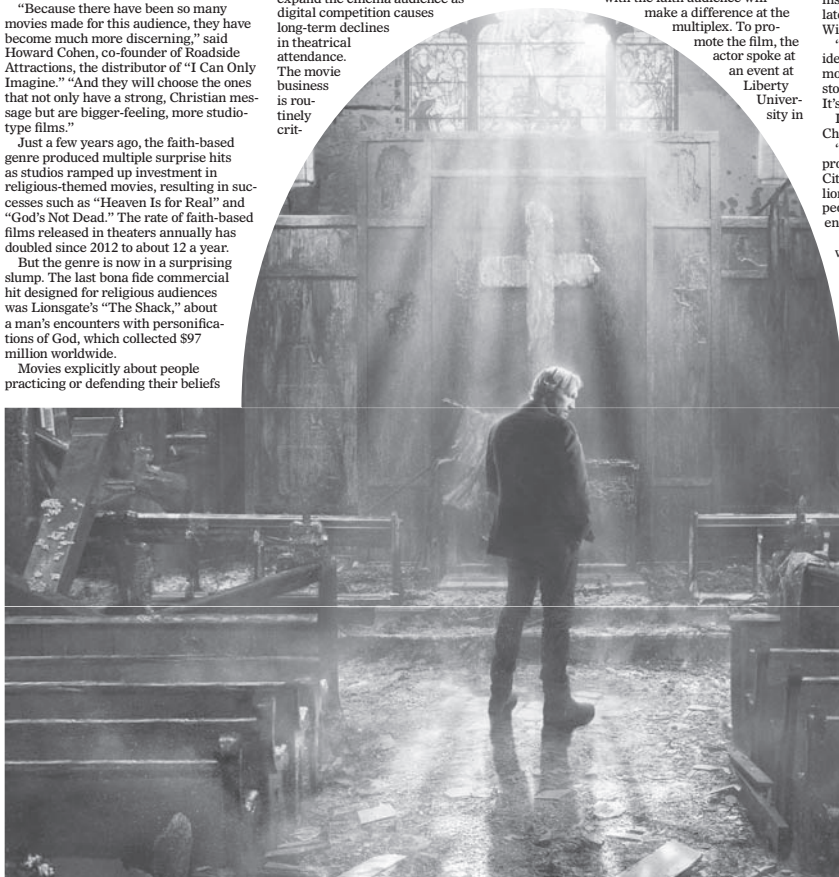 “Because there have been so many
movies made for this audience, they have
become much more discerning,” said
Howard Cohen, co-founder of Roadside
Attractions, the distributor of “I Can Only
Imagine.” “And they will choose the ones
that not only have a strong, Christian mes-
sage but are bigger-feeling, more studio-
type films.”
Just a few years ago, the faith-based
genre produced multiple surprise hits
as studios ramped up investment in
religious-themed movies, resulting in suc-
cesses such as “Heaven Is for Real” and
“God’s Not Dead.” The rate of faith-based
films released in theaters annually has
doubled since 2012 to about 12 a year.
But the genre is now in a surprising
slump. The last bona fide commercial
hit designed for religious audiences
was Lionsgate’s “The Shack,” about
a man’s encounters with personifica-
tions of God, which collected $97
million worldwide.
Movies explicitly about people
practicing or defending their beliefs
expand the cinema audience as
digital competition causes
long-term declines
in theatrical
attendance.
The movie
business
is rou-
tinely
crit-
with the faith audience will
make a difference at the
multiplex. To pro-
mote the film, the
actor spoke at
an event at
Liberty
Univer-
sity in